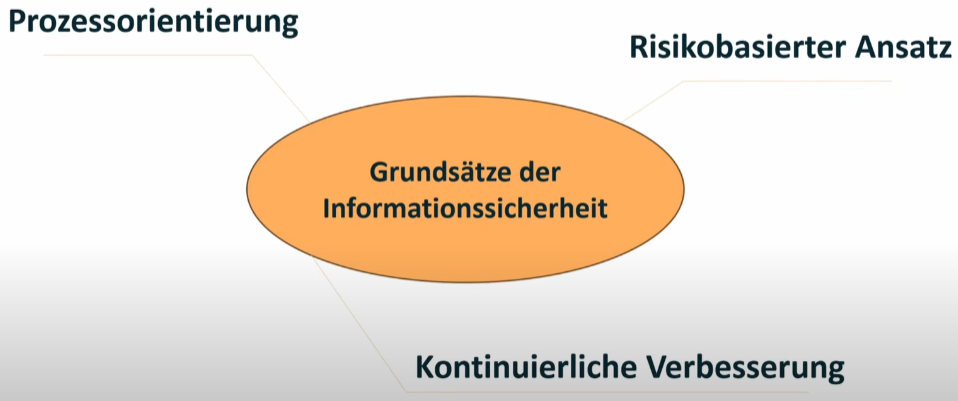 Prozessorientierung
Risikobasierter Ansatz
Grundsätze der
Informationssicherheit
Kontinuierliche Verbesserung